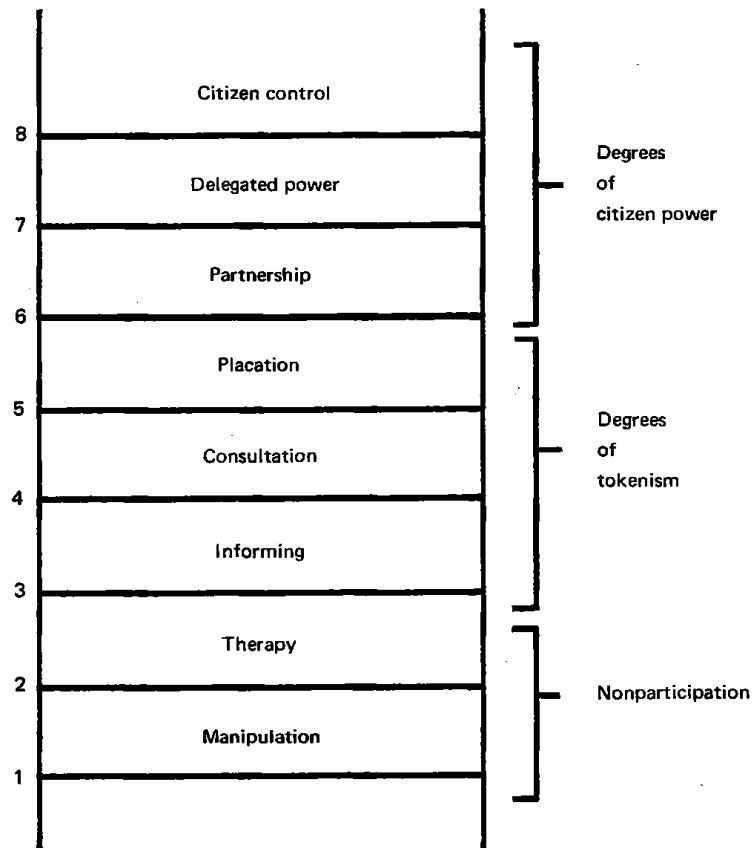 Citizen control
8
Delegated power
7
Partnership
6
Placation
5
Consultation
4
Informing
3
Therapy
2
Manipulation
1
Degrees
of
citizen power
Degrees
of
tokenism
Nonparticipation